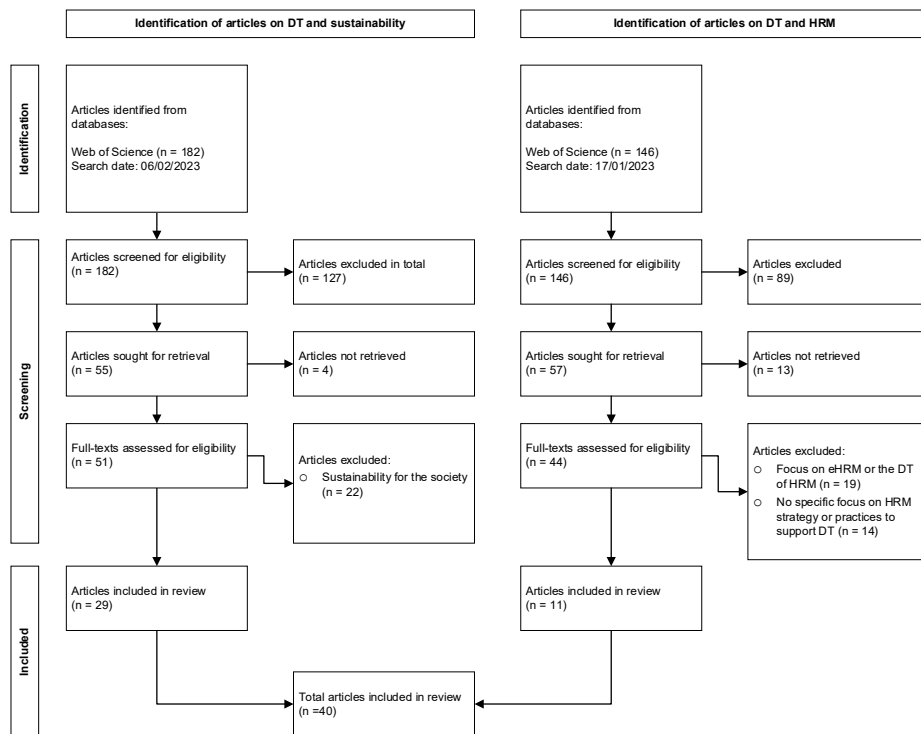 Identification of articles on DT and sustainability
Identification of articles on DT and HRM
Identification
Articles identified from
databases:
Web of Science (n = 182)
Search date: 06/02/2023
Articles identified from
databases:
Web of Science (n = 146)
Search date: 17/01/2023
Screening
Articles screened for eligibility
(n = 182)
Articles excluded in total
(n = 127)
Articles screened for eligibility
(n = 146)
Articles excluded
(n = 89)
Articles sought for retrieval
(n = 55)
Articles not retrieved
(n = 4)
Articles sought for retrieval
(n = 57)
Articles not retrieved
(n = 13)
Full-texts assessed for eligibility
(n = 51)
Articles excluded:
○ Sustainability for the society
(n = 22)
Full-texts assessed for eligibility
(n = 44)
Articles excluded:
○ Focus on eHRM or the DT
of HRM (n = 19)
○ No specific focus on HRM
strategy or practices to
support DT (n = 14)
Included
Articles included in review
(n = 29)
Articles included in review
(n = 11)
Total articles included in review
(n =40)